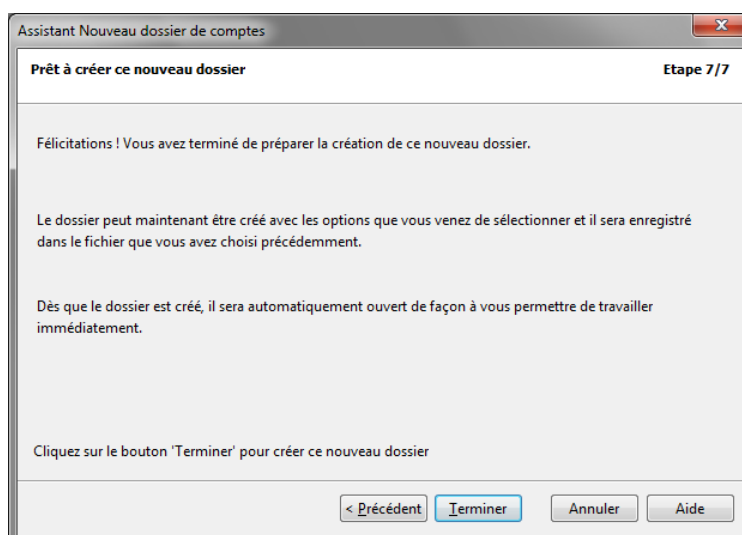 Assistant Nouveau dossier de comptes
Prêt à créer ce nouveau dossier Etape 7/7
Félicitations ! Vous avez terminé de préparer la création de ce nouveau dossier.
Le dossier peut maintenant être créé avec les options que vous venez de sélectionner et il sera enregistré
dans le fichier que vous avez choisi précédemment.
Dès que le dossier est créé, il sera automatiquement ouvert de façon à vous permettre de travailler
immédiatement.
Cliquez sur le bouton 'Terminer' pour créer ce nouveau dossier
< Précédent Terminer Annuler Aide